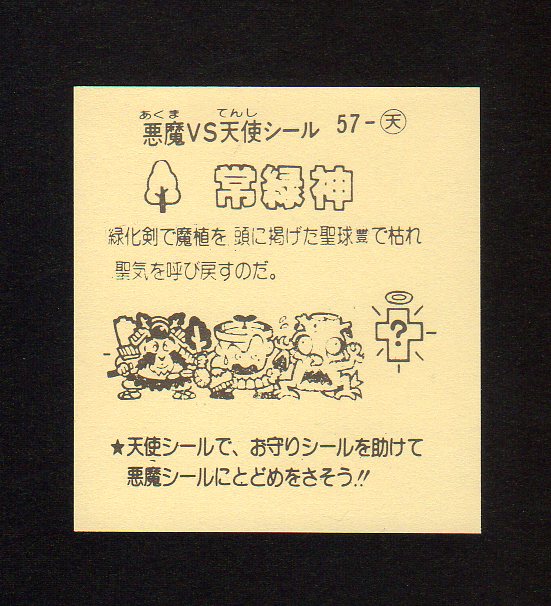 あくま てんし
悪魔VS天使シール 57-天
常緑神
緑化剣で魔植を 頭に掲げた聖球豊で枯れ
聖気を呼び戻すのだ。
?
★天使シールで、お守りシールを助けて
悪魔シールにとどめをさそう!!